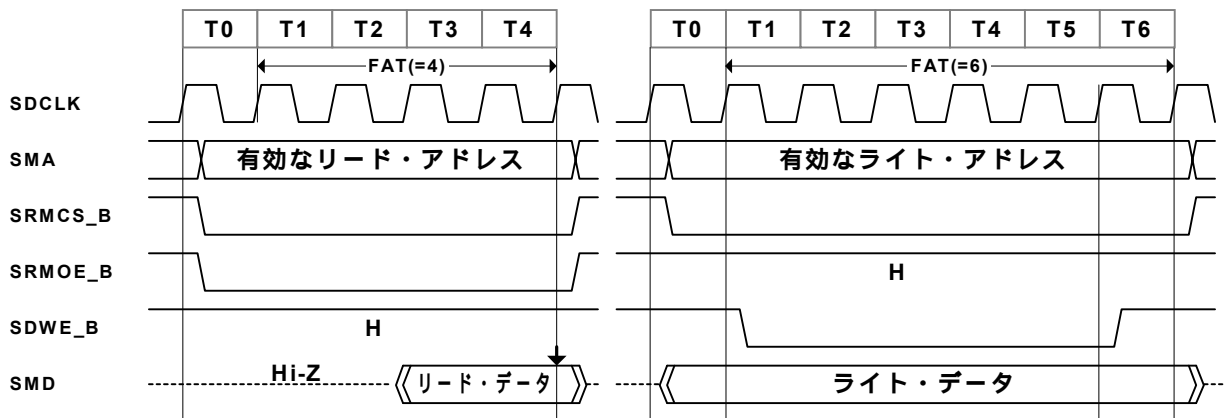 T0 T1 T2 T3 T4 T0 T1 T2 T3 T4 T5 T6
FAT(=4) FAT(=6)
SDCLK
SMA 有効なリード・アドレス 有効なライト・アドレス
SRMCS_B
SRMOE_B H
SDWE_B H
SMD Hi-Z リード・データ ライト・データ